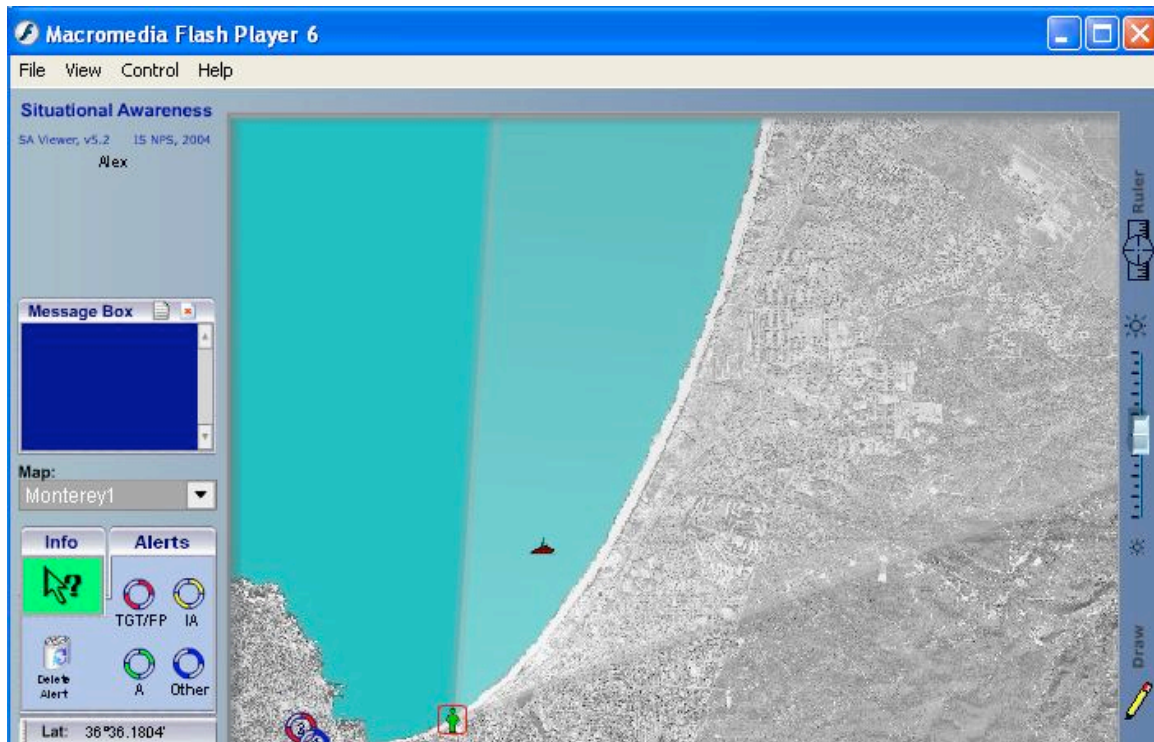 Macromedia Flash Player 6
File View Control Help
Situational Awareness
SA Viewer, v5.2 IS NPS, 2004
Alex
Ruler
Message Box
Map:
Monterey1
Info Alerts
TGT/FP IA
Delete
Alert
A Other
Draw
Lat: 36°36.1804'